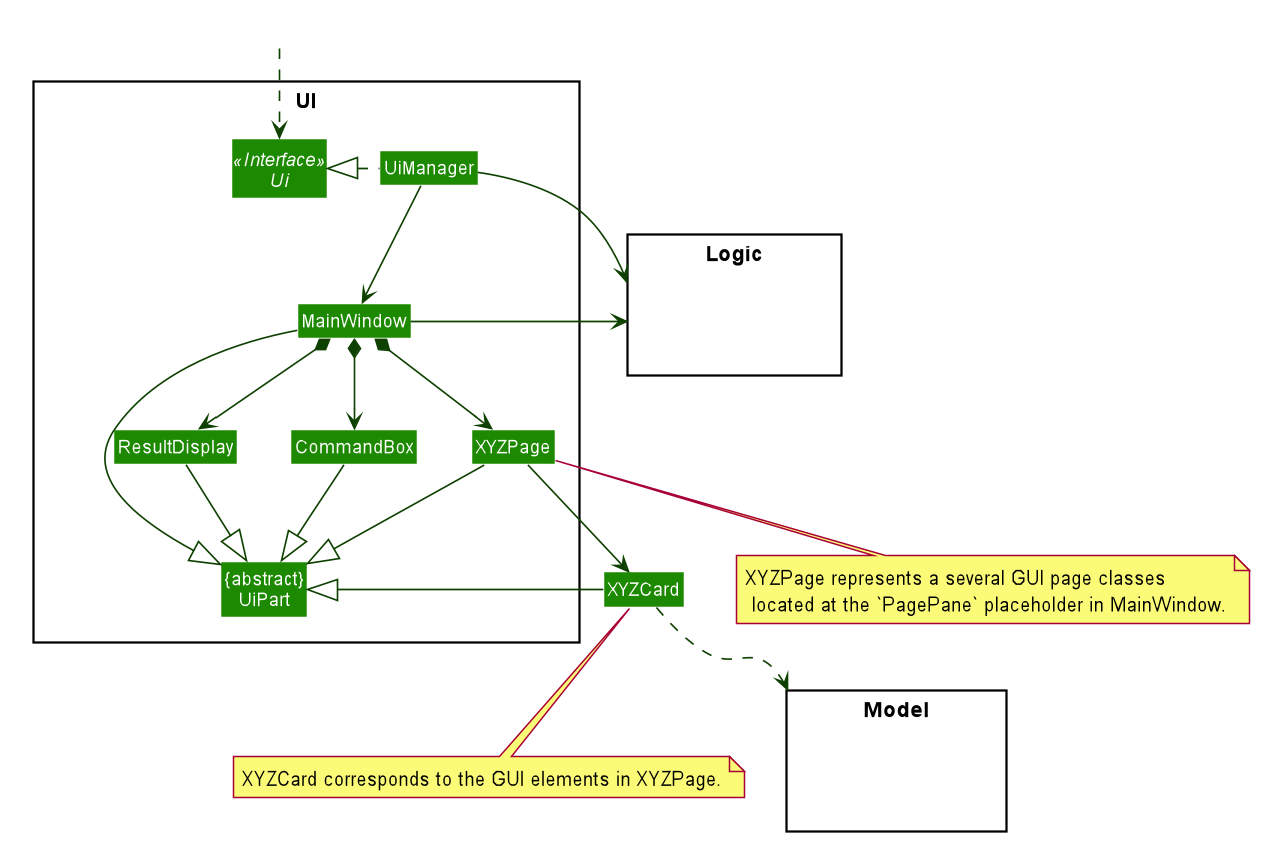 UI
«Interface»
Ui
UiManager
Logic
MainWindow
ResultDisplay
CommandBox
XYZPage
{abstract}
UiPart
XYZCard
XYZPage represents a several GUI page classes
located at the `PagePane` placeholder in MainWindow.
Model
XYZCard corresponds to the GUI elements in XYZPage.